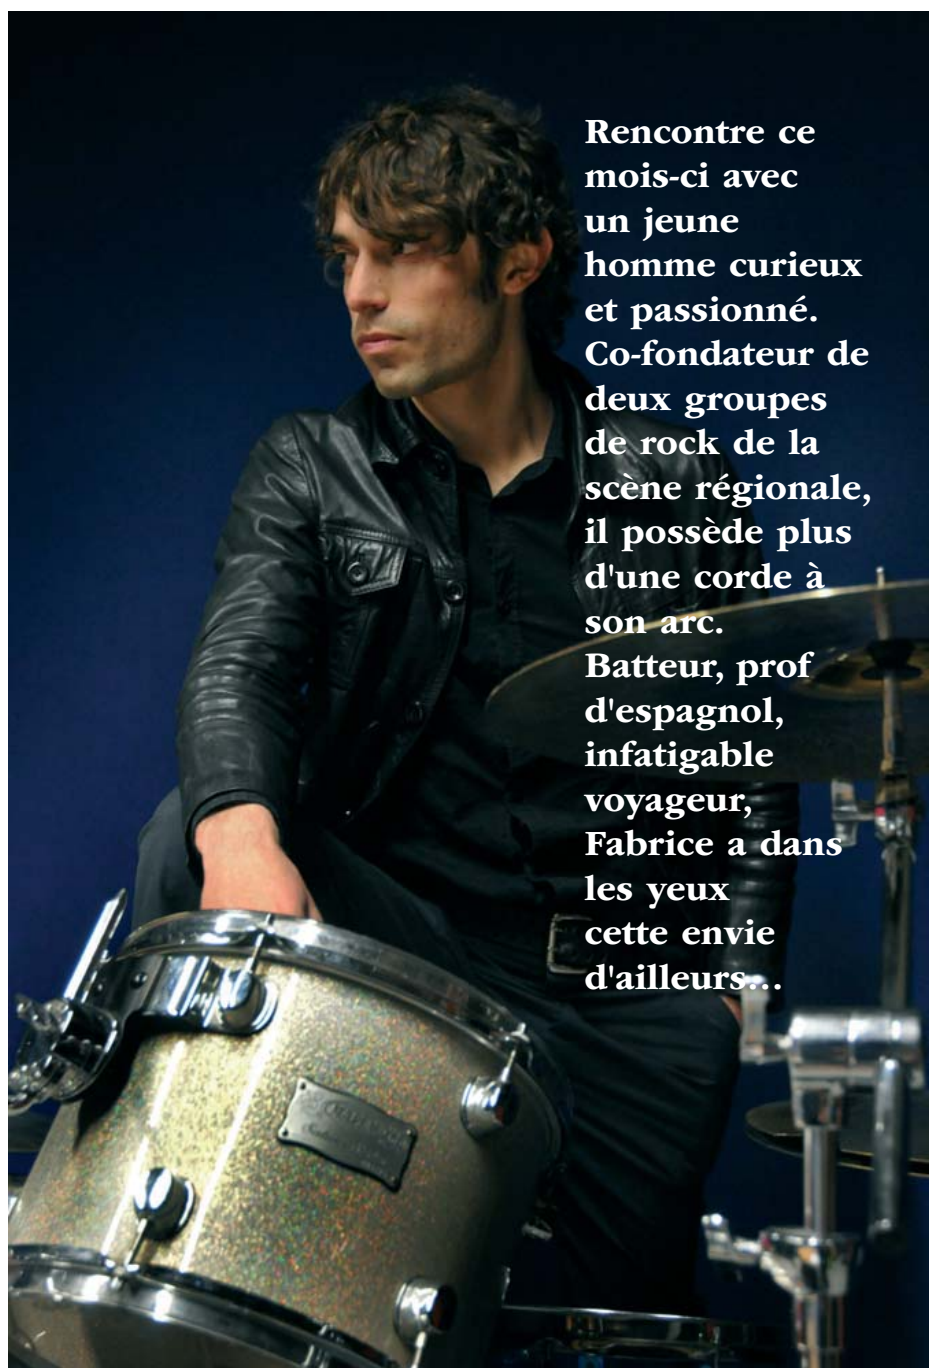 Rencontre ce
mois-ci avec
un jeune
homme curieux
et passionné.
Co-fondateur de
deux groupes
de rock de la
scène régionale,
il possède plus
d'une corde à
son arc.
Batteur, prof
d'espagnol,
infatigable
voyageur,
Fabrice a dans
les yeux
cette envie
d'ailleurs...